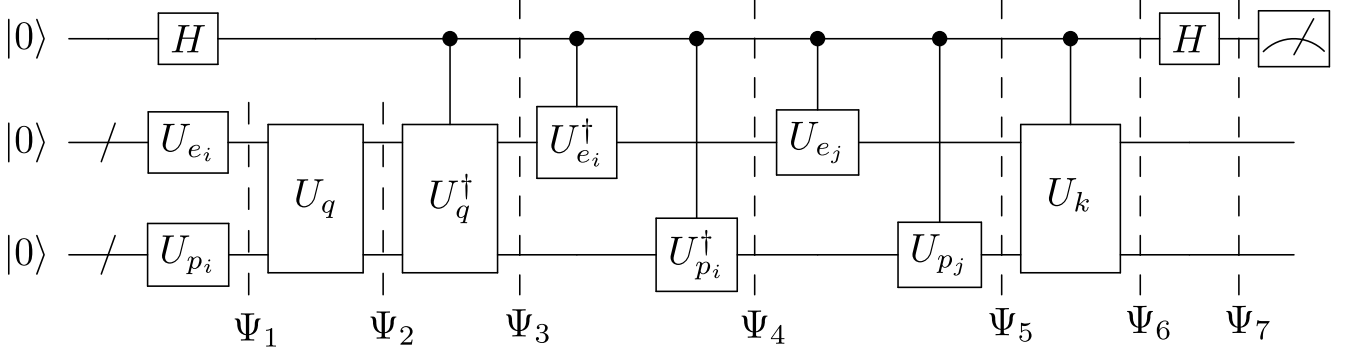 |0⟩ H H
|0⟩ U_{e_i} U_q U_q^† U_{e_i}^† U_{e_j} U_k
|0⟩ U_{p_i} U_{p_i}^† U_{p_j}
Ψ_1 Ψ_2 Ψ_3 Ψ_4 Ψ_5 Ψ_6 Ψ_7